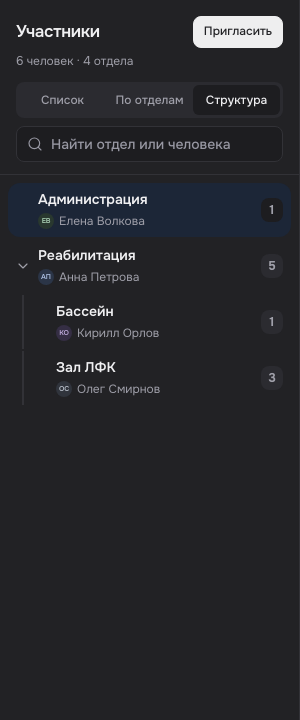 Участники
Пригласить
6 человек · 4 отдела
Список
По отделам
Структура
Найти отдел или человека
Администрация
ЕВ Елена Волкова
1
Реабилитация
АП Анна Петрова
5
Бассейн
КО Кирилл Орлов
1
Зал ЛФК
ОС Олег Смирнов
3